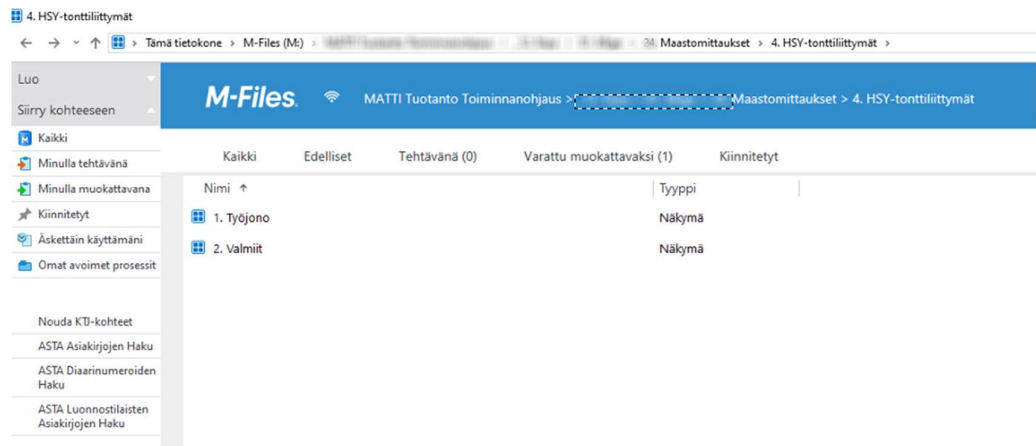 4. HSY-tonttiliittymät
Tämä tietokone > M-Files (M:) > 24. Maastomittaukset > 4. HSY-tonttiliittymät >
Luo
Siirry kohteeseen
Kaikki
Minulla tehtävänä
Minulla muokattavana
Kiinnitetyt
Äskettäin käyttämäni
Omat avoimet prosessit
Nouda KTJ-kohteet
ASTA Asiakirjojen Haku
ASTA Diaarinumeroiden
Haku
ASTA Luonnostilaisten
Asiakirjojen Haku
M-Files.
MATTI Tuotanto Toiminnanohjaus > Maastomittaukset > 4. HSY-tonttiliittymät
Kaikki Edelliset Tehtävänä (0) Varattu muokattavaksi (1) Kiinnitetyt
Nimi Tyyppi
1. Työjono Näkymä
2. Valmiit Näkymä